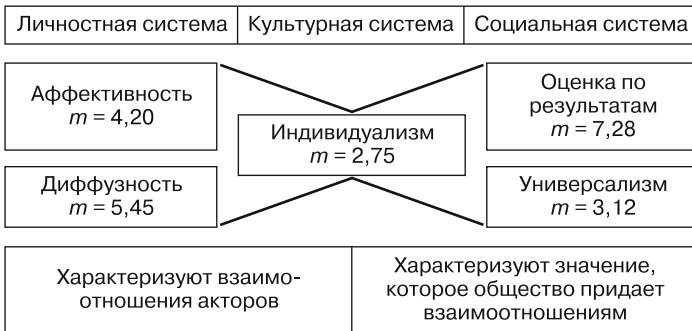 Личностная система Культурная система Социальная система
Аффективность
m = 4,20
Оценка по
результатам
m = 7,28
Индивидуализм
m = 2,75
Диффузность
m = 5,45
Универсализм
m = 3,12
Характеризуют взаимо-
отношения акторов
Характеризуют значение,
которое общество придает
взаимоотношениям